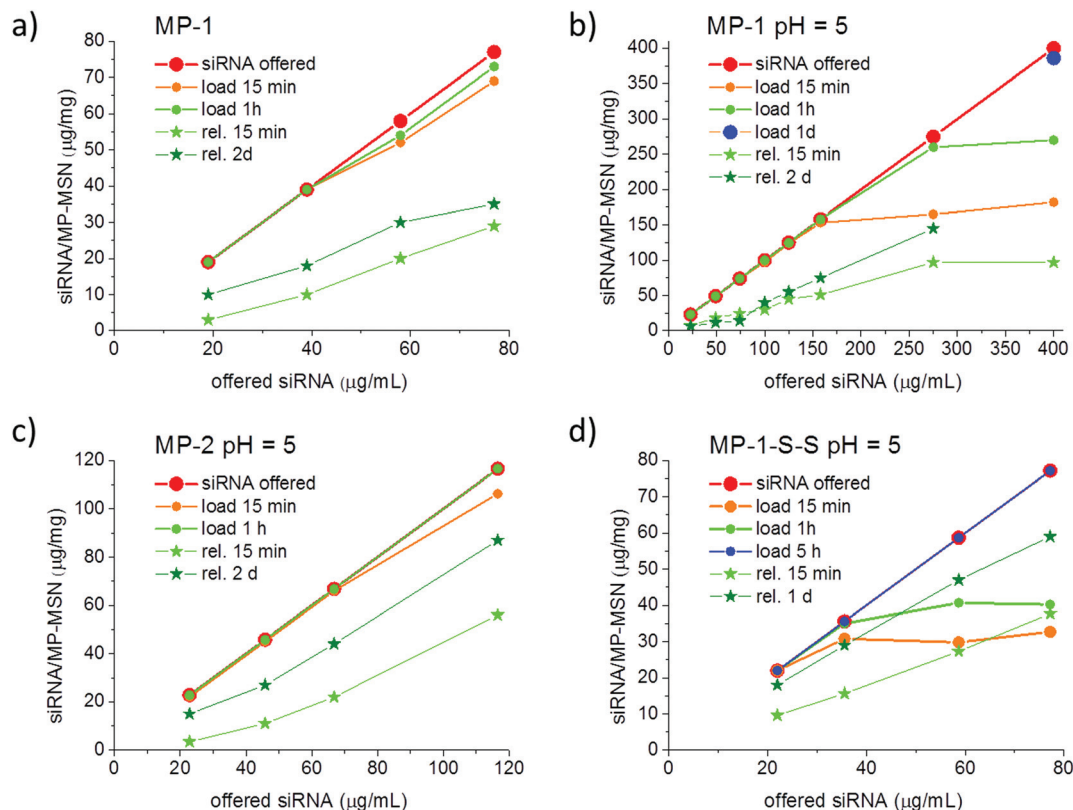 a)
MP-1
siRNA offered
load 15 min
load 1h
rel. 15 min
rel. 2d
80
70
60
50
40
30
20
10
0
0
20
40
60
80
siRNA/MP-MSN (μg/mg)
offered siRNA (μg/mL)
b)
MP-1 pH = 5
siRNA offered
load 15 min
load 1h
load 1d
rel. 15 min
rel. 2 d
400
350
300
250
200
150
100
50
0
0
50
100
150
200
250
300
350
400
siRNA/MP-MSN (μg/mg)
offered siRNA (μg/mL)
c)
MP-2 pH = 5
siRNA offered
load 15 min
load 1 h
rel. 15 min
rel. 2 d
120
100
80
60
40
20
0
0
20
40
60
80
100
120
siRNA/MP-MSN (μg/mg)
offered siRNA (μg/mL)
d)
MP-1-S-S pH = 5
siRNA offered
load 15 min
load 1h
load 5 h
rel. 15 min
rel. 1 d
80
70
60
50
40
30
20
10
0
0
20
40
60
80
siRNA/MP-MSN (μg/mg)
offered siRNA (μg/mL)